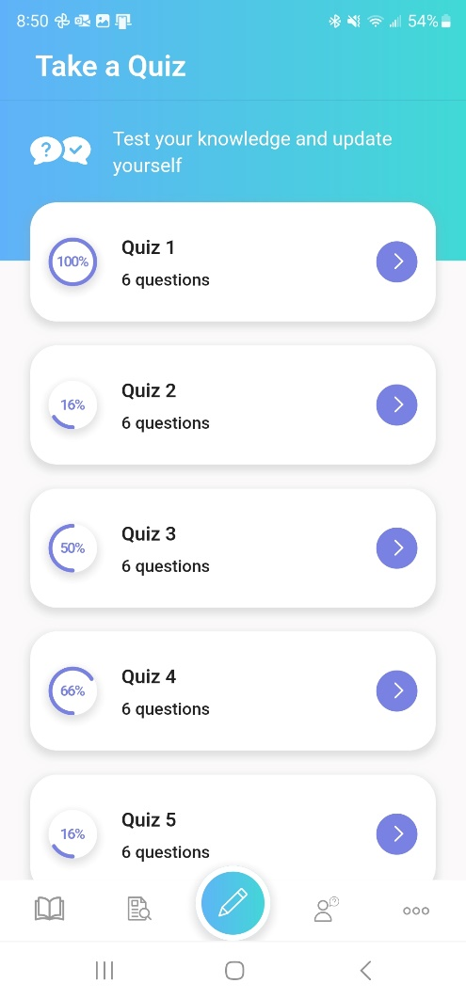 8:50
54%
Take a Quiz
Test your knowledge and update
yourself
100%
Quiz 1
6 questions
16%
Quiz 2
6 questions
50%
Quiz 3
6 questions
66%
Quiz 4
6 questions
16%
Quiz 5
6 questions